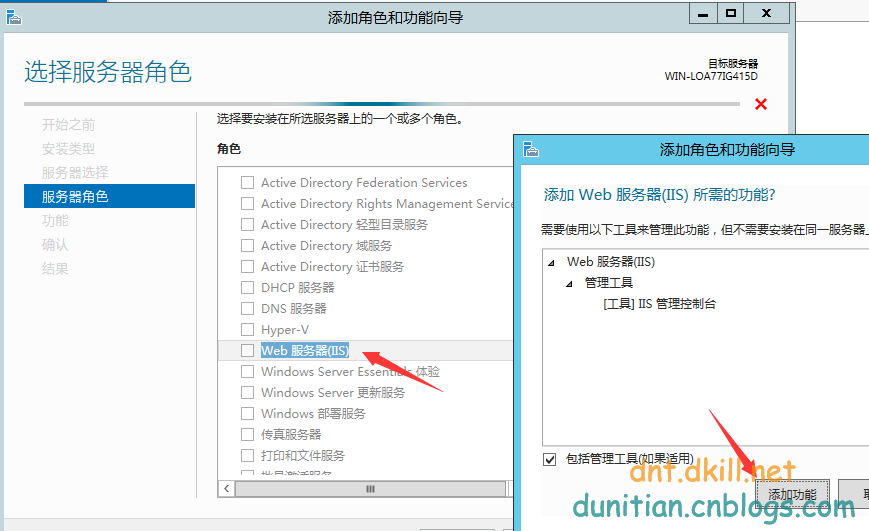 添加角色和功能向导
选择服务器角色
目标服务器
WIN-LOA77IG415D
开始之前
安装类型
服务器选择
服务器角色
功能
确认
结果
选择要安装在所选服务器上的一个或多个角色。
角色
Active Directory Federation Services
Active Directory Rights Management Service
Active Directory 轻型目录服务
Active Directory 域服务
Active Directory 证书服务
DHCP 服务器
DNS 服务器
Hyper-V
Web 服务器(IIS)
Windows Server Essentials 体验
Windows Server 更新服务
Windows 部署服务
传真服务器
打印和文件服务
批量激活服务
添加角色和功能向导
添加 Web 服务器(IIS) 所需的功能?
需要使用以下工具来管理此功能，但不需要安装在同一服务器上
Web 服务器(IIS)
管理工具
[工具] IIS 管理控制台
包括管理工具(如果适用)
添加功能
dnt.dkill.net
dunitian.cnblogs.com